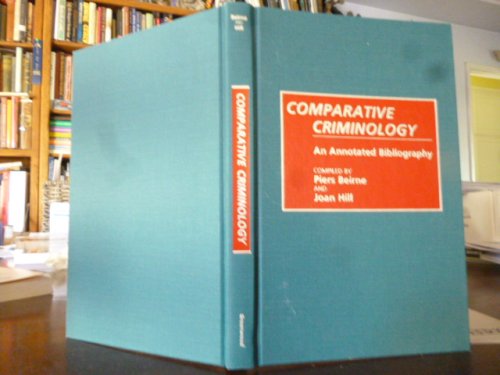 COMPARATIVE
CRIMINOLOGY
An Annotated Bibliography
COMPILED BY
Piers Beirne
AND
Joan Hill
COMPARATIVE CRIMINOLOGY
Greenwood